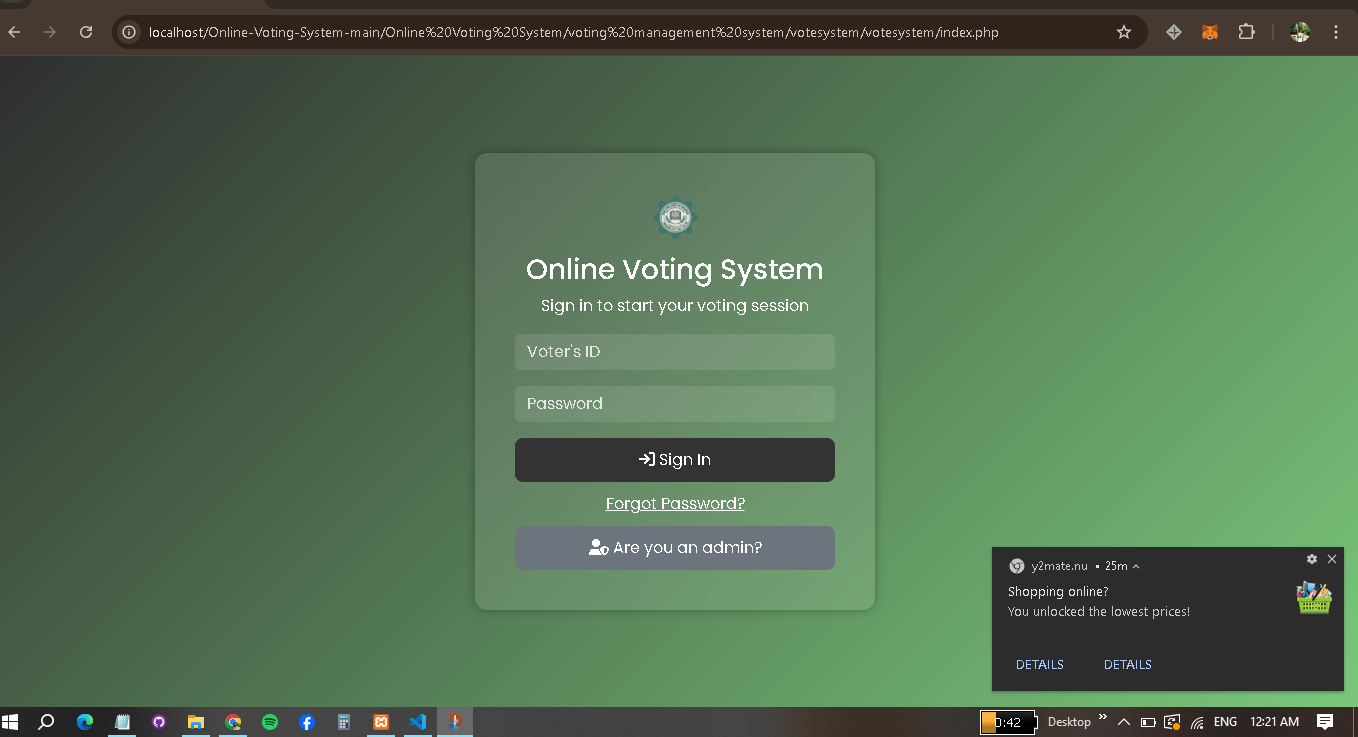 localhost/Online-Voting-System-main/Online%20Voting%20System/voting%20management%20system/votesystem/votesystem/index.php
Online Voting System
Sign in to start your voting session
Voter's ID
Password
Sign In
Forgot Password?
Are you an admin?
y2mate.nu • 25m
Shopping online?
You unlocked the lowest prices!
DETAILS DETAILS
0:42 Desktop ENG 12:21 AM